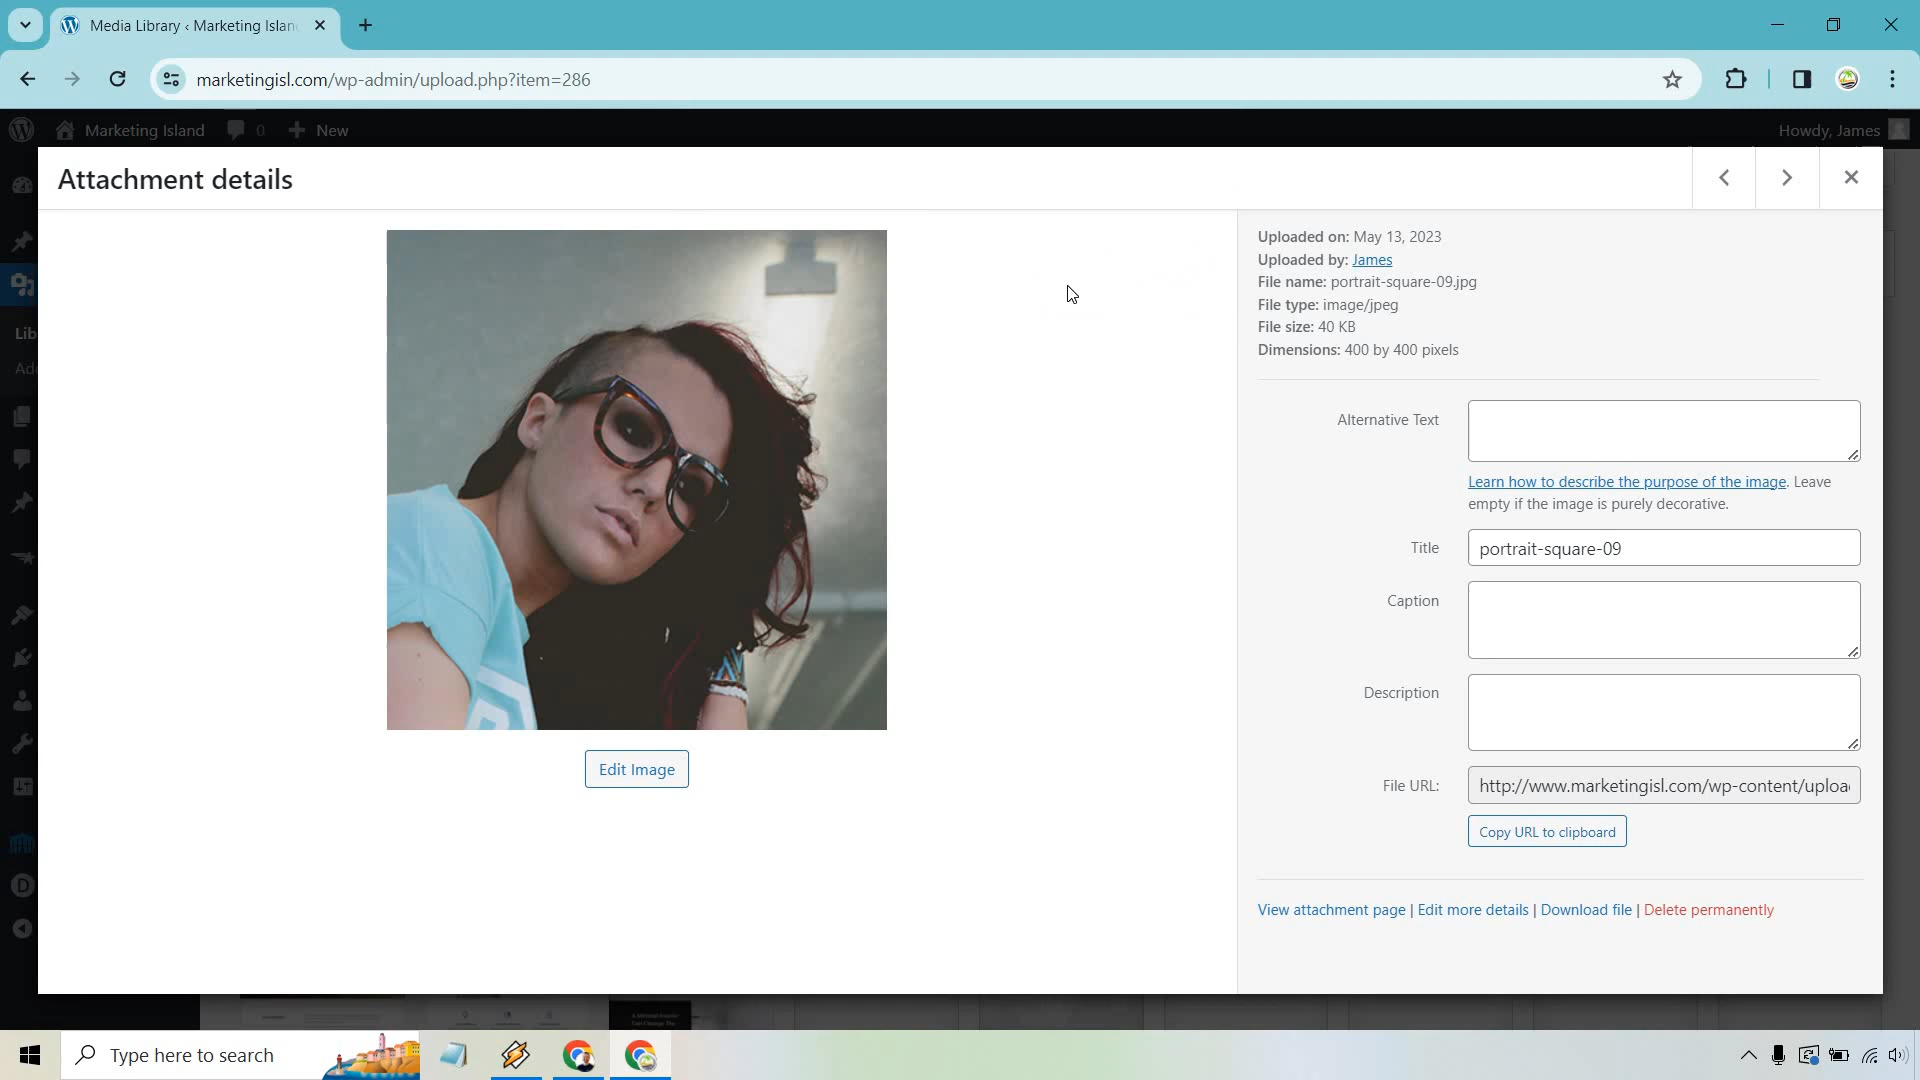 Media Library ‹ Marketing Islan
marketingisl.com/wp-admin/upload.php?item=286
Marketing Island 0 New Howdy, James
Attachment details
Uploaded on: May 13, 2023
Uploaded by: James
File name: portrait-square-09.jpg
File type: image/jpeg
File size: 40 KB
Dimensions: 400 by 400 pixels
Lib
Ad
Alternative Text
Learn how to describe the purpose of the image. Leave
empty if the image is purely decorative.
Title portrait-square-09
Caption
Description
Edit Image
File URL: http://www.marketingisl.com/wp-content/uploa
Copy URL to clipboard
View attachment page | Edit more details | Download file | Delete permanently
Type here to search